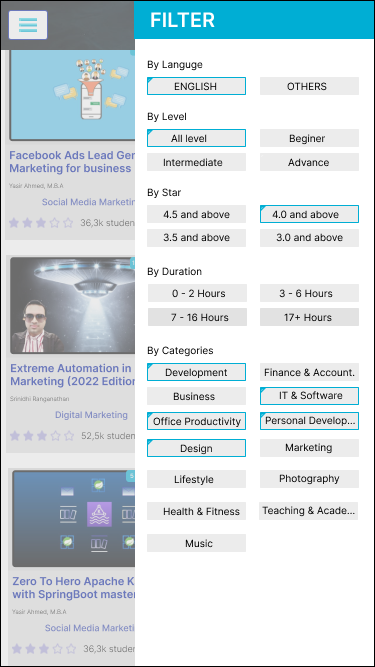 FILTER
By Languge
ENGLISH
OTHERS
By Level
All level
Beginer
Intermediate
Advance
By Star
4.5 and above
4.0 and above
3.5 and above
3.0 and above
By Duration
0 - 2 Hours
3 - 6 Hours
7 - 16 Hours
17+ Hours
By Categories
Development
Finance & Account.
Business
IT & Software
Office Productivity
Personal Develop...
Design
Marketing
Lifestyle
Photography
Health & Fitness
Teaching & Acade...
Music
Facebook Ads Lead Ger
Marketing for business
Yasir Ahmed, M.B.A
Social Media Marketin
36,3k studen
Extreme Automation in
Marketing (2022 Edition
Srinidhi Ranganathan
Digital Marketing
52,5k studen
Zero To Hero Apache K
with SpringBoot master
Yasir Ahmed, M.B.A
Social Media Marketi
36,3k studen